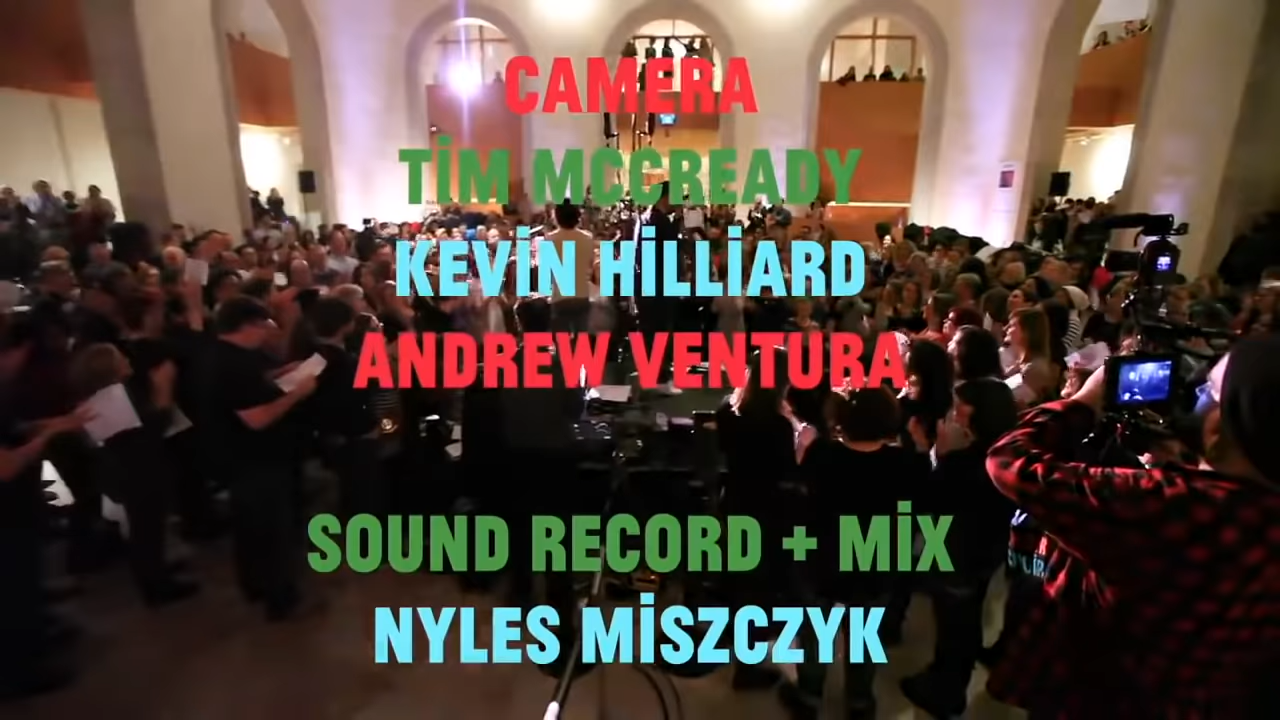 CAMERA
TİM MCCREADY
KEVİN HİLLİARD
ANDREW VENTURA
SOUND RECORD + MİX
NYLES MİSZCZYK